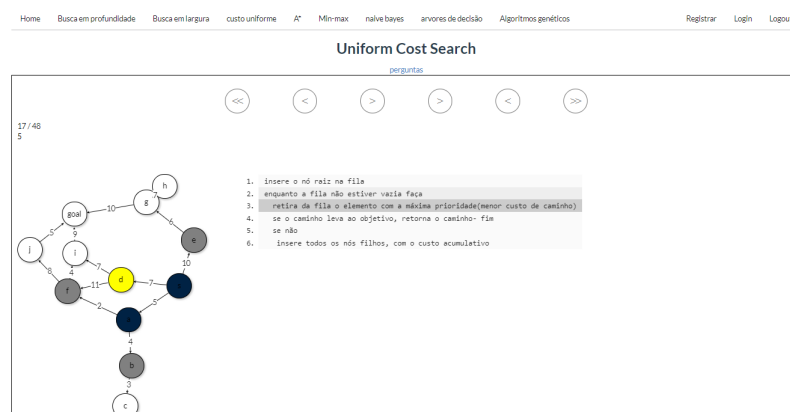 Home Busca em profundidade Busca em largura custo uniforme A* Min-max naive bayes arvores de decisão Algoritmos genéticos Registrar Login Logou
Uniform Cost Search
perguntas
<< < > > < >>
17 / 48
5
1. insere o nó raiz na fila
2. enquanto a fila não estiver vazia faça
3. retira da fila o elemento com a máxima prioridade(menor custo de caminho)
4. se o caminho leva ao objetivo, retorna o caminho- fim
5. se não
6. insere todos os nós filhos, com o custo acumulativo
h
7
g
10
goal
6
5
9
e
j
i
10
7
8
4
d
7
11
f
5
2
4
b
3
c